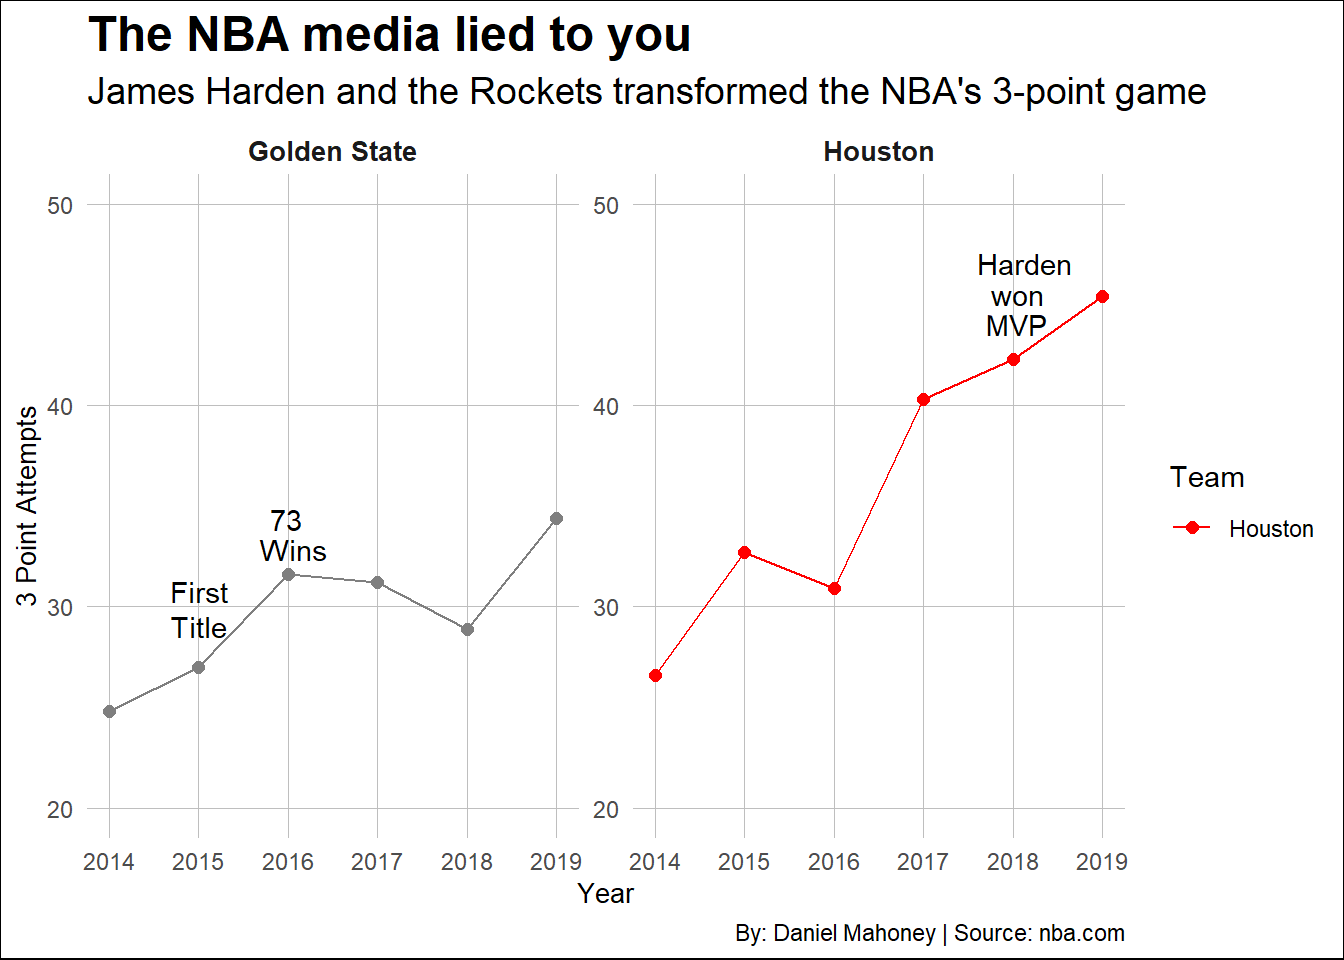 The NBA media lied to you
James Harden and the Rockets transformed the NBA's 3-point game
Golden State
Houston
3 Point Attempts
50
40
30
20
First
Title
73
Wins
2014 2015 2016 2017 2018 2019
50
40
30
20
Harden
won
MVP
2014 2015 2016 2017 2018 2019
Year
Team
Houston
By: Daniel Mahoney | Source: nba.com